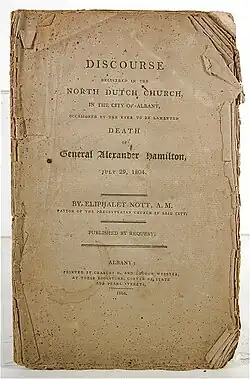 A
DISCOURSE
DELIVERED IN THE
NORTH DUTCH CHURCH,
IN THE CITY OF ALBANY,
OCCASIONED BY THE EVER TO BE LAMENTED
DEATH
OF
General Alexander Hamilton,
JULY 29, 1804.
BY ELIPHALET NOTT, A. M.
PASTOR OF THE PRESBYTERIAN CHURCH IN SAID CITY.
PUBLISHED BY REQUEST.
ALBANY:
PRINTED BY CHARLES R. AND GEORGE WEBSTER,
AT THEIR BOOKSTORE, CORNER OF STATE
AND PEARL STREETS,
1804.